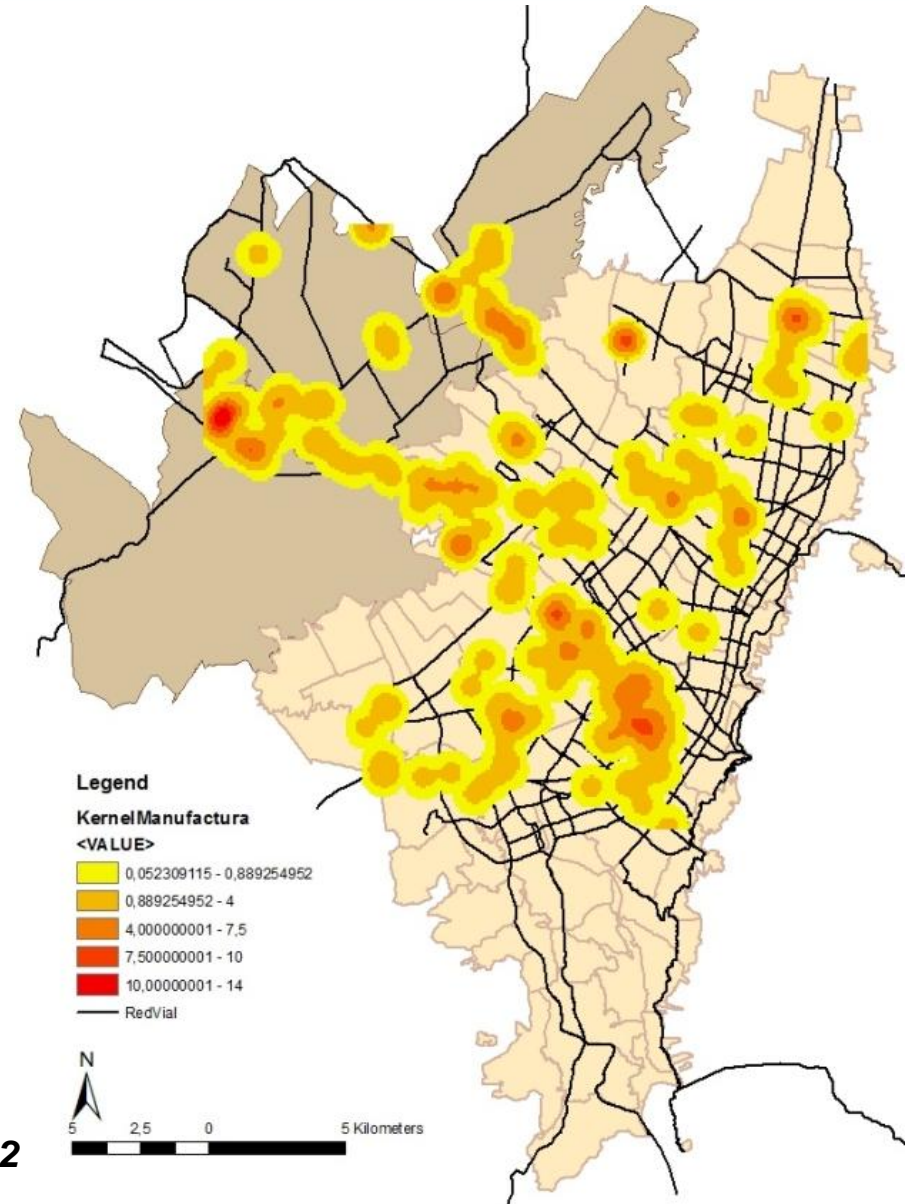 Legend
KernelManufactura
<VALUE>
0,052309115 - 0,889254952
0,889254952 - 4
4,000000001 - 7,5
7,500000001 - 10
10,00000001 - 14
RedVial
N
5 2,5 0 5 Kilometers
2